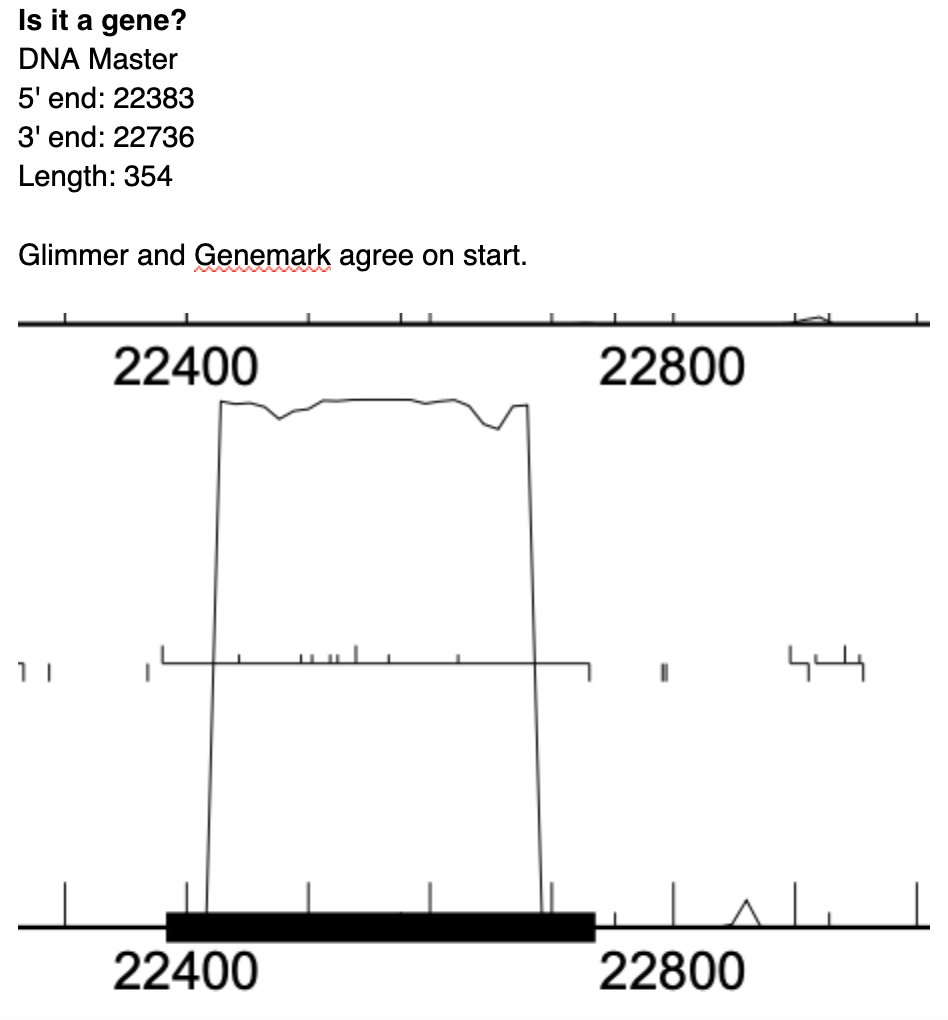 Is it a gene?
DNA Master
5' end: 22383
3' end: 22736
Length: 354
Glimmer and Genemark agree on start.
22400 22800
22400 22800